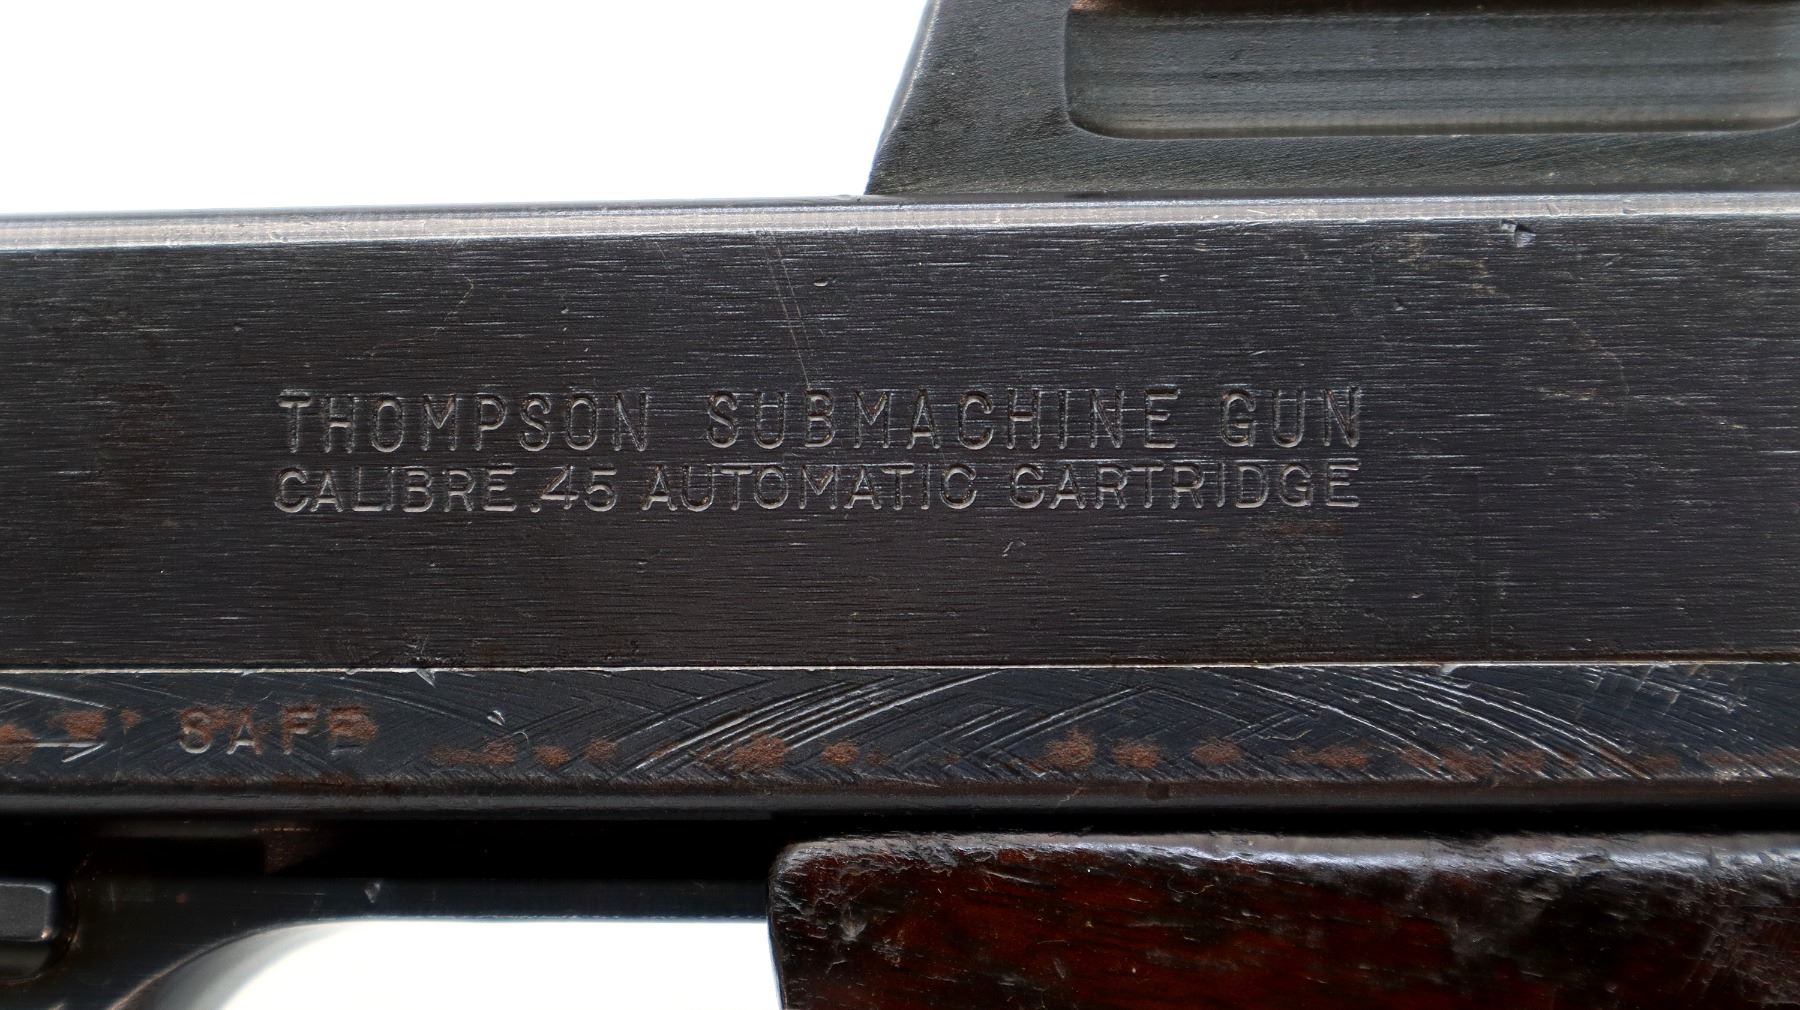 THOMPSON SUBMACHINE GUN
CALIBRE .45 AUTOMATIC CARTRIDGE
SAFE